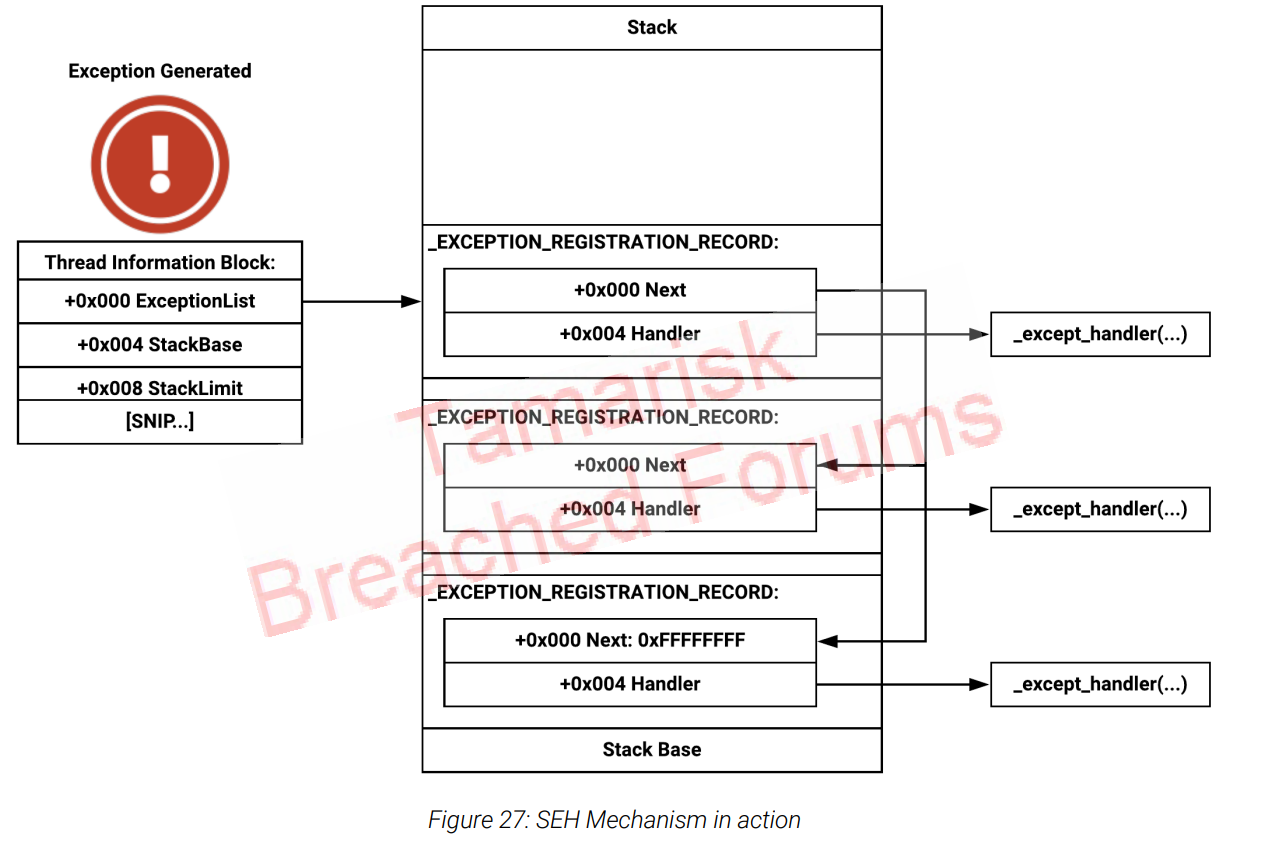 Stack
Exception Generated
Thread Information Block:
+0x000 ExceptionList
+0x004 StackBase
+0x008 StackLimit
[SNIP...]
_EXCEPTION_REGISTRATION_RECORD:
+0x000 Next
+0x004 Handler
_except_handler(...)
_EXCEPTION_REGISTRATION_RECORD:
+0x000 Next
+0x004 Handler
_except_handler(...)
_EXCEPTION_REGISTRATION_RECORD:
+0x000 Next: 0xFFFFFFFF
+0x004 Handler
_except_handler(...)
Stack Base
Tamarisk
Breached Forums
Figure 27: SEH Mechanism in action